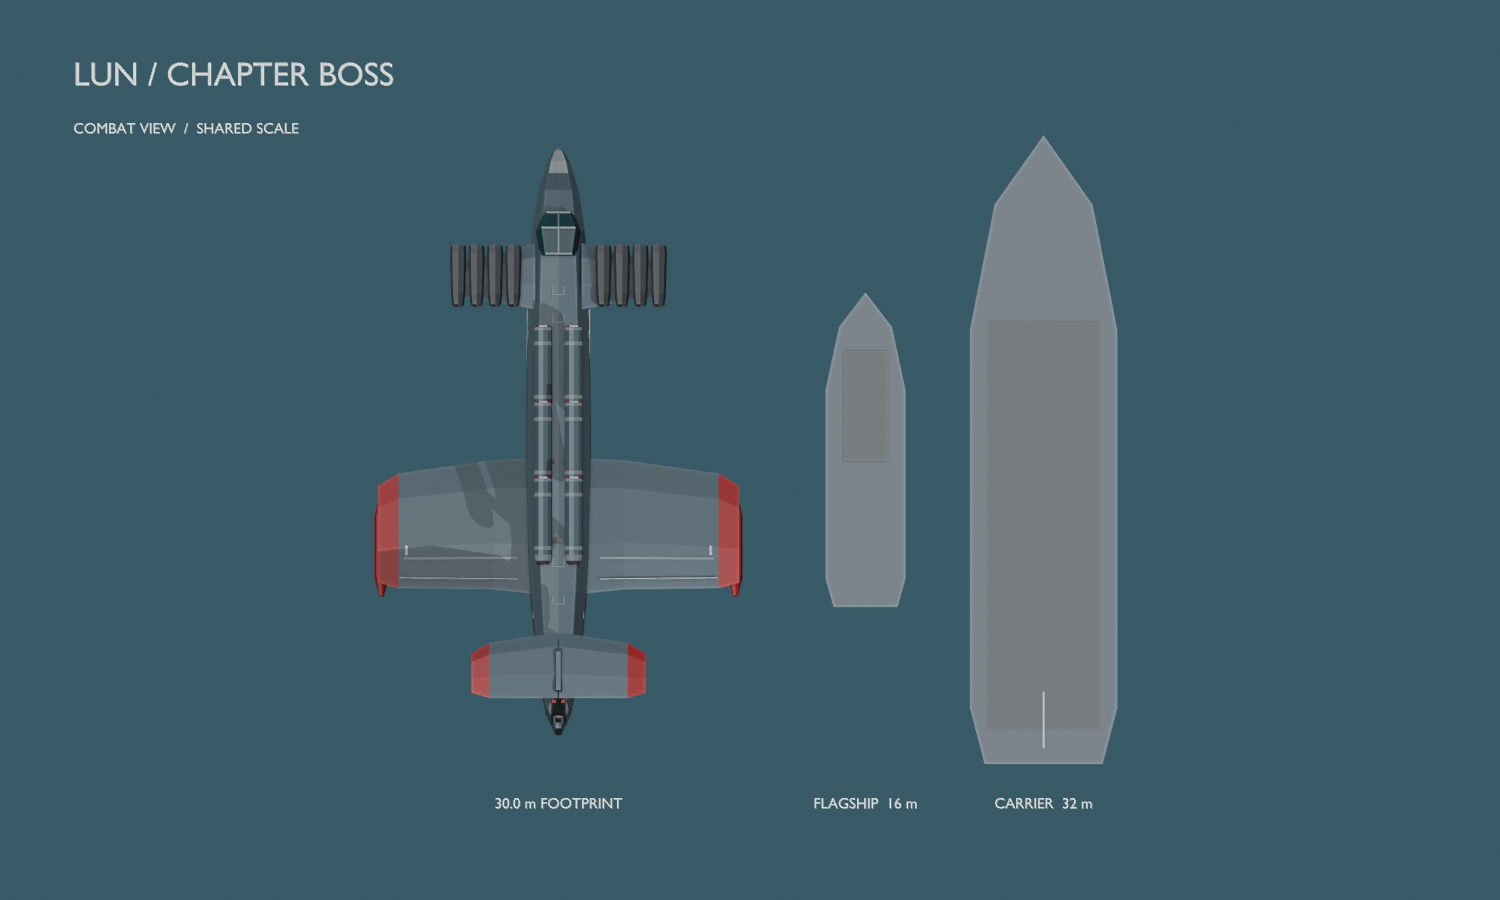 LUN / CHAPTER BOSS
COMBAT VIEW / SHARED SCALE
30.0 m FOOTPRINT
FLAGSHIP 16 m
CARRIER 32 m